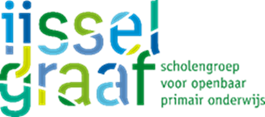 ijssel
graaf
scholengroep
voor openbaar
primair onderwijs